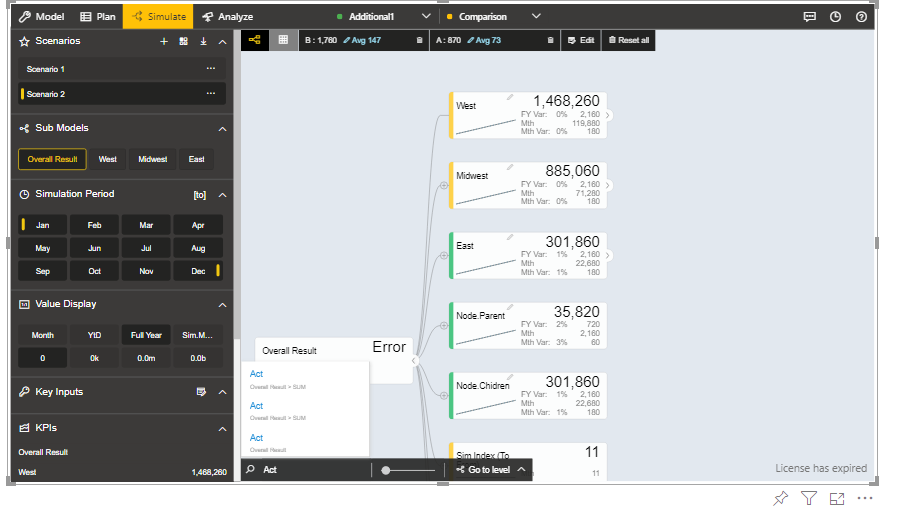 Model Plan Simulate Analyze Additional1 Comparison
Scenarios
Scenario 1 ...
Scenario 2 ...
Sub Models
Overall Result West Midwest East
Simulation Period [to]
Jan Feb Mar Apr
May Jun Jul Aug
Sep Oct Nov Dec
Value Display
Month YtD Full Year Sim.M...
0 0k 0.0m 0.0b
Key Inputs
KPIs
Overall Result
West 1,468,260
B : 1,760 Avg 147 A : 870 Avg 73 Edit Reset all
West 1,468,260
FY Var: 0% 2,160
Mth 119,880
Mth Var: 0% 180
Midwest 885,060
FY Var: 0% 2,160
Mth 71,280
Mth Var: 0% 180
East 301,860
FY Var: 1% 2,160
Mth 22,680
Mth Var: 1% 180
Node.Parent 35,820
FY Var: 2% 720
Mth 2,160
Mth Var: 3% 60
Overall Result Error
Node.Chidren 301,860
FY Var: 1% 2,160
Mth 22,680
Mth Var: 1% 180
Sim Index (To 11
11
Act
Overall Result > SUM
Act
Overall Result > SUM
Act
Overall Result
Act Go to level
License has expired